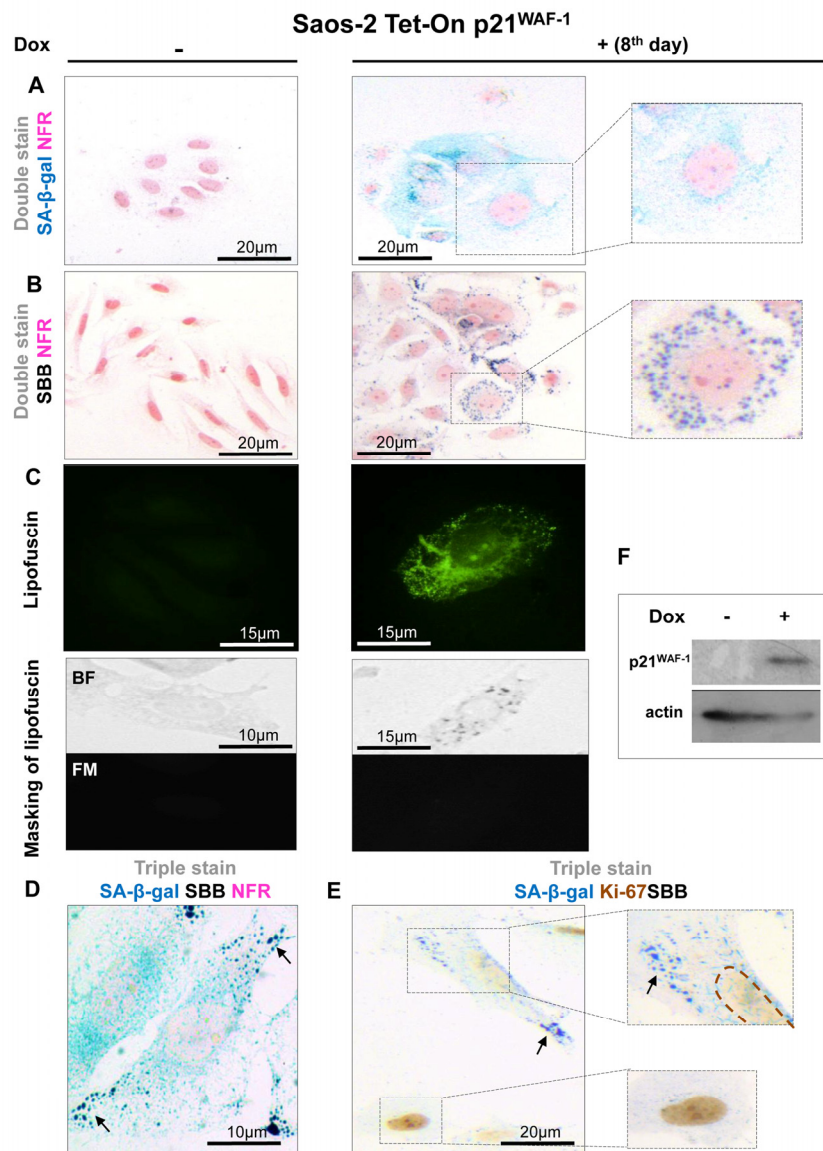 Saos-2 Tet-On p21WAF-1
Dox - + (8th day)
A
Double stain
SA-β-gal NFR
20µm
20µm
B
Double stain
SBB NFR
20µm
20µm
C
Lipofuscin
15µm
15µm
Masking of lipofuscin
BF
10µm
15µm
FM
F
Dox - +
p21WAF-1
actin
Triple stain
D SA-β-gal SBB NFR
10µm
Triple stain
E SA-β-gal Ki-67SBB
20µm